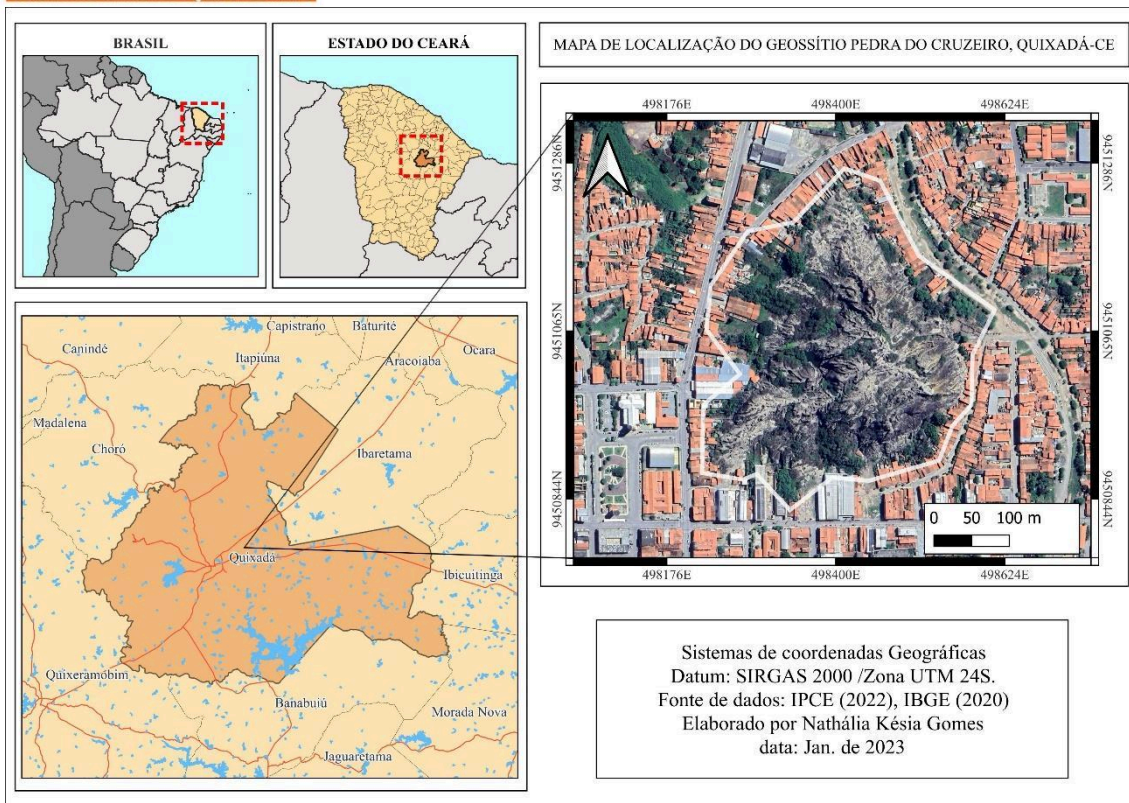 BRASIL
ESTADO DO CEARÁ
MAPA DE LOCALIZAÇÃO DO GEOSSÍTIO PEDRA DO CRUZEIRO, QUIXADÁ-CE
498176E 498400E 498624E
9451286N 9451286N
9451065N 9451065N
9450844N 9450844N
0 50 100 m
498176E 498400E 498624E
Capistrano Baturité
Canindé Itapiúna Aracoiaba Ocara
Madalena
Choró Ibaretama
Quixadá
Ibicuitinga
Quixeramobim
Banabuiú
Morada Nova
Jaguaretama
Sistemas de coordenadas Geográficas
Datum: SIRGAS 2000 /Zona UTM 24S.
Fonte de dados: IPCE (2022), IBGE (2020)
Elaborado por Nathália Késia Gomes
data: Jan. de 2023